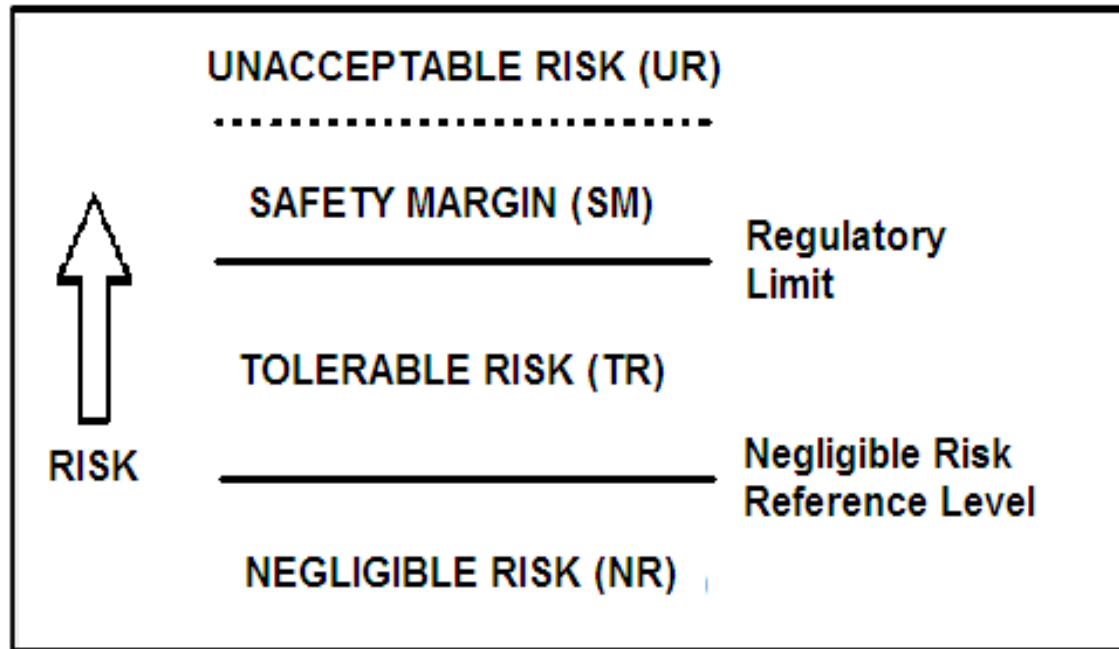 UNACCEPTABLE RISK (UR)
SAFETY MARGIN (SM)
Regulatory
Limit
TOLERABLE RISK (TR)
RISK
Negligible Risk
Reference Level
NEGLIGIBLE RISK (NR)